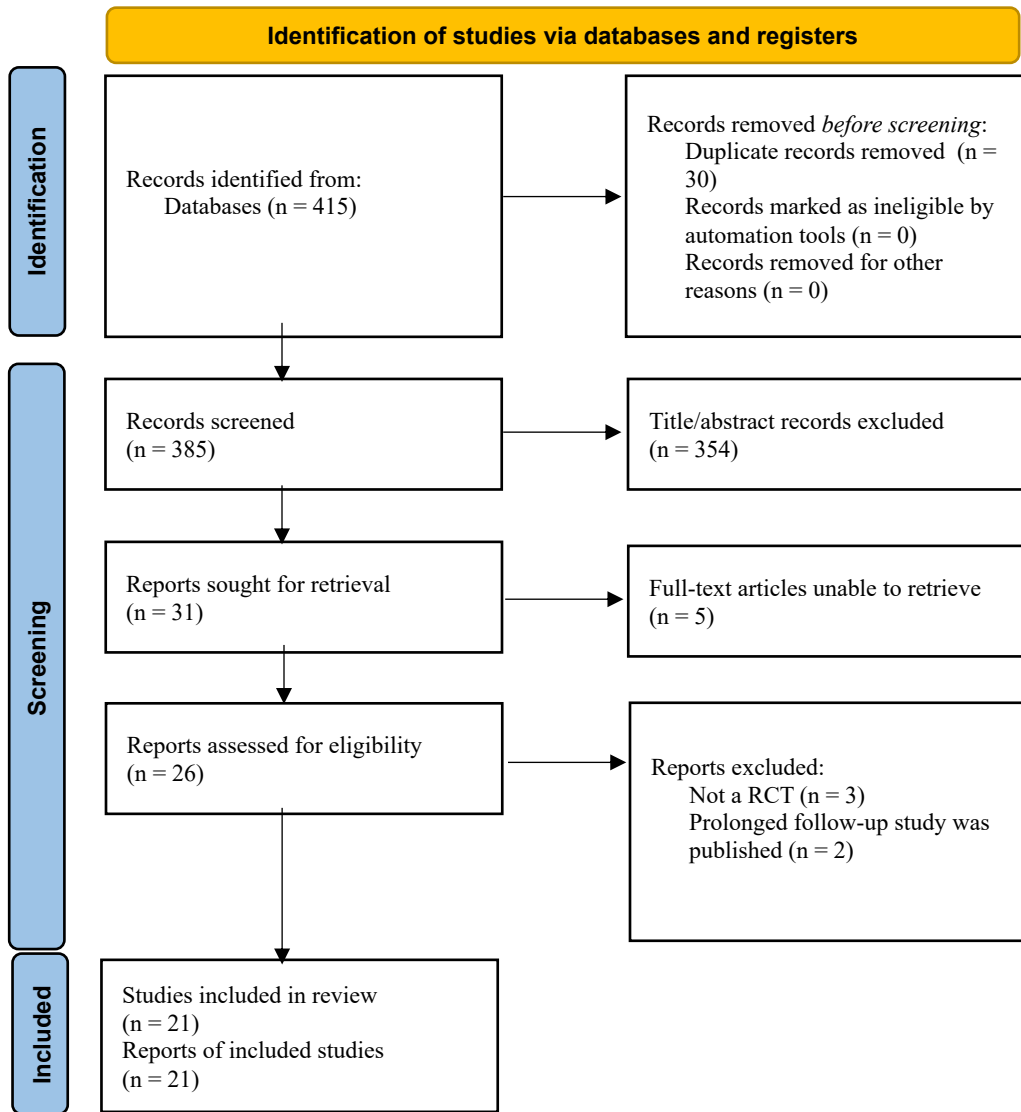 Identification of studies via databases and registers
Identification
Records identified from:
Databases (n = 415)
Records removed before screening:
Duplicate records removed  (n =
30)
Records marked as ineligible by
automation tools (n = 0)
Records removed for other
reasons (n = 0)
Screening
Records screened
(n = 385)
Title/abstract records excluded
(n = 354)
Reports sought for retrieval
(n = 31)
Full-text articles unable to retrieve
(n = 5)
Reports assessed for eligibility
(n = 26)
Reports excluded:
Not a RCT (n = 3)
Prolonged follow-up study was
published (n = 2)
Included
Studies included in review
(n = 21)
Reports of included studies
(n = 21)